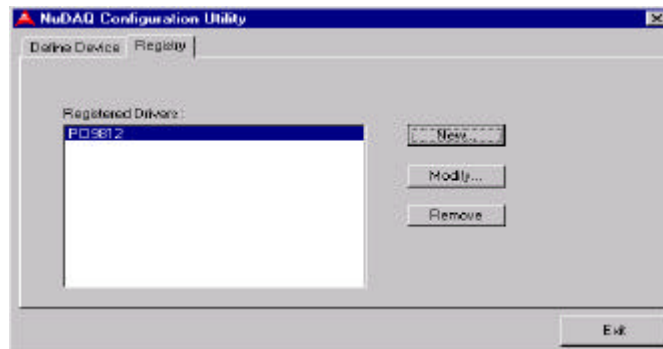 NuDAQ Configuration Utility
Define Device
Registry
Registered Drivers :
PCI9812
New...
Modify...
Remove
Exit